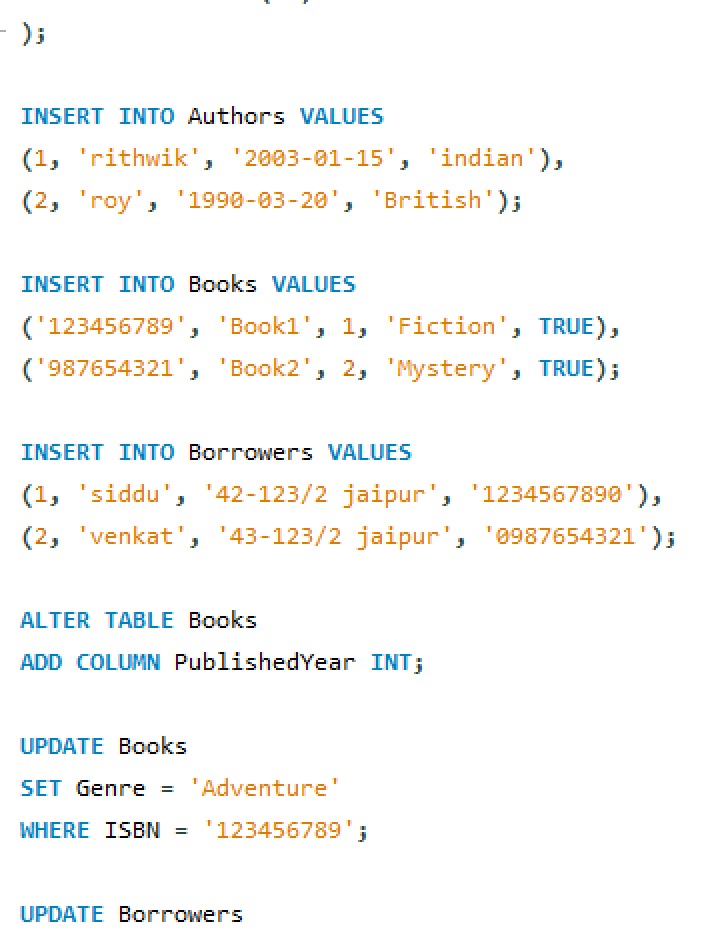 );
INSERT INTO Authors VALUES
(1, 'rithwik', '2003-01-15', 'indian'),
(2, 'roy', '1990-03-20', 'British');
INSERT INTO Books VALUES
('123456789', 'Book1', 1, 'Fiction', TRUE),
('987654321', 'Book2', 2, 'Mystery', TRUE);
INSERT INTO Borrowers VALUES
(1, 'siddu', '42-123/2 jaipur', '1234567890'),
(2, 'venkat', '43-123/2 jaipur', '0987654321');
ALTER TABLE Books
ADD COLUMN PublishedYear INT;
UPDATE Books
SET Genre = 'Adventure'
WHERE ISBN = '123456789';
UPDATE Borrowers